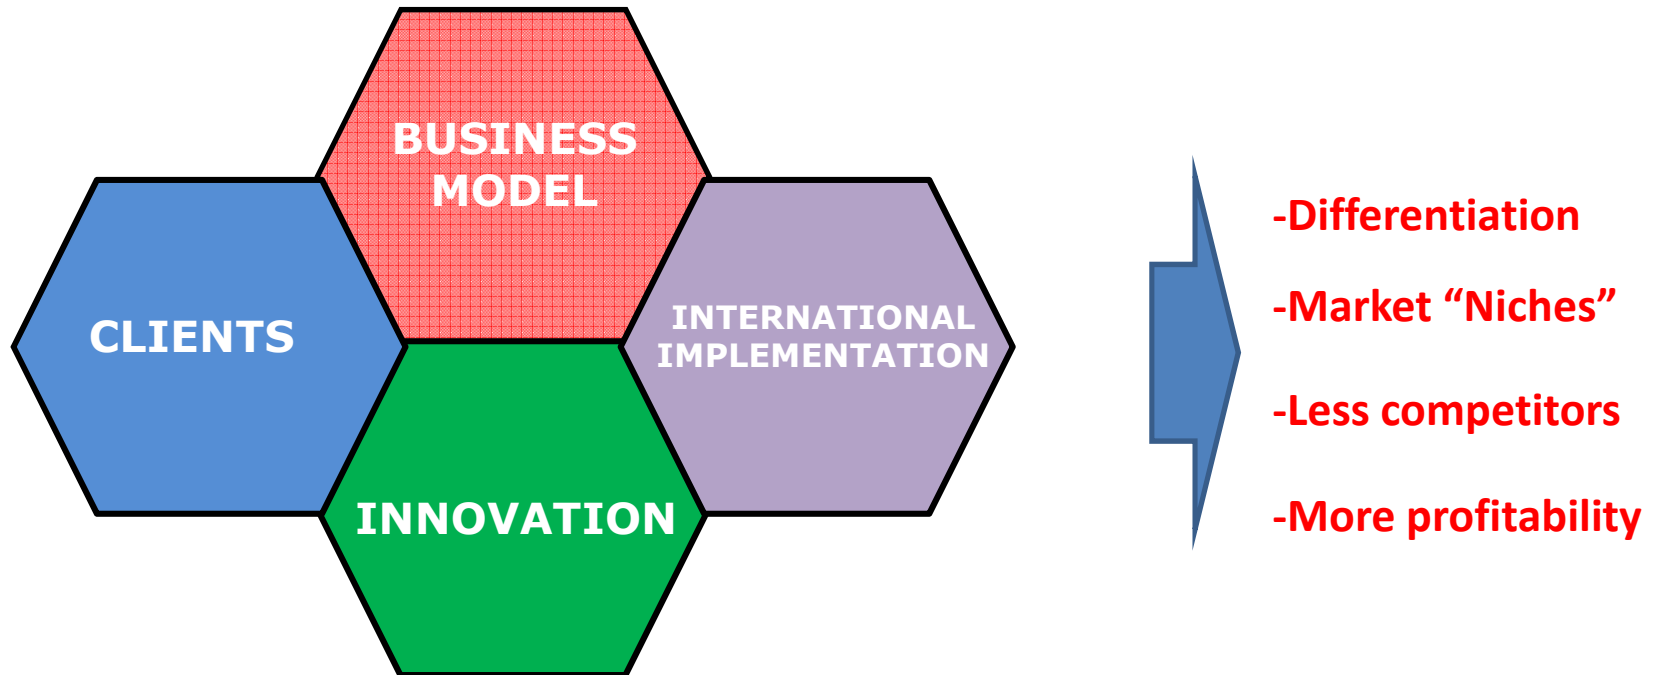 BUSINESS
MODEL
CLIENTS
INTERNATIONAL
IMPLEMENTATION
INNOVATION
-Differentiation
-Market “Niches”
-Less competitors
-More profitability